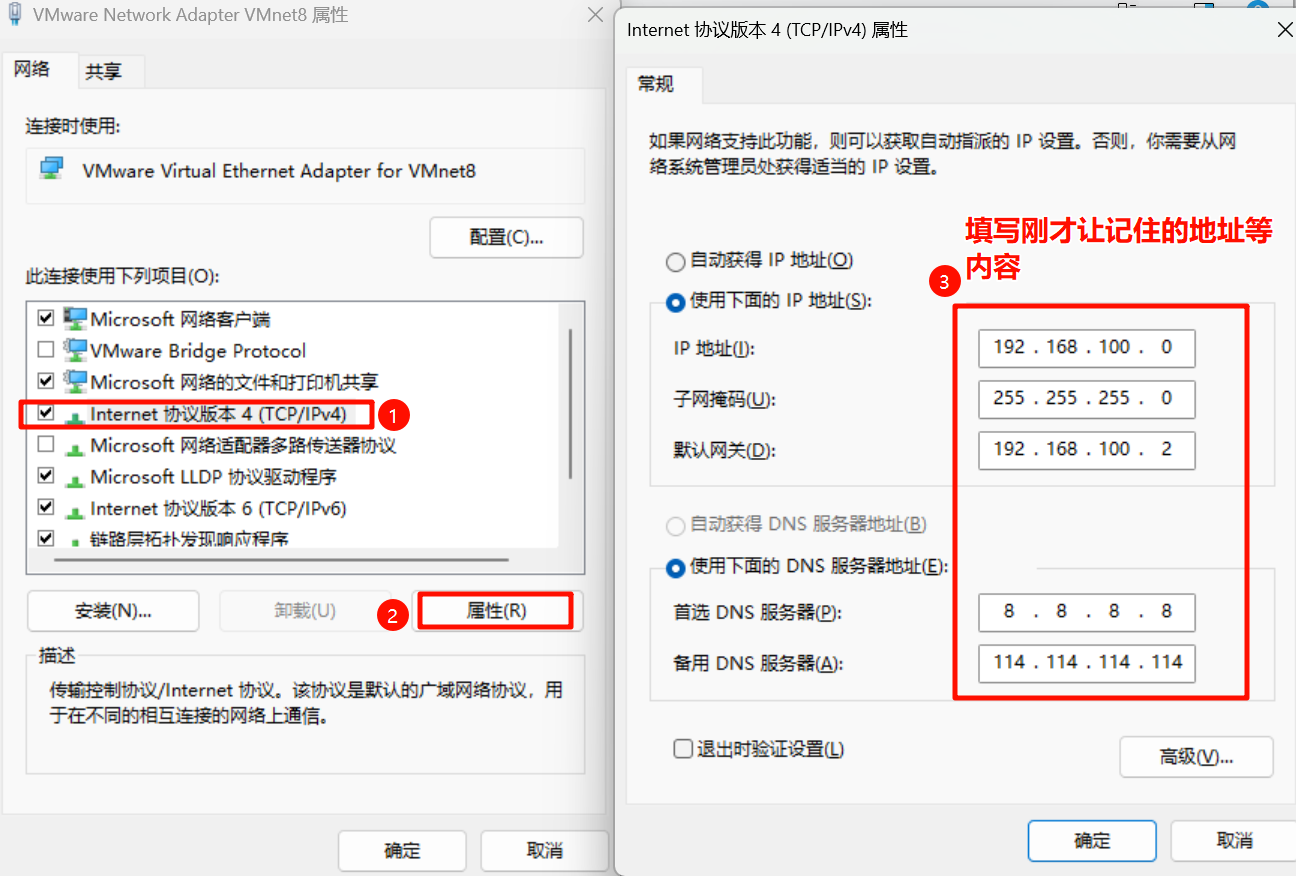 VMware Network Adapter VMnet8 属性
网络
共享
连接时使用:
VMware Virtual Ethernet Adapter for VMnet8
配置(C)...
此连接使用下列项目(O):
Microsoft 网络客户端
VMware Bridge Protocol
Microsoft 网络的文件和打印机共享
Internet 协议版本 4 (TCP/IPv4)
1
Microsoft 网络适配器多路传送器协议
Microsoft LLDP 协议驱动程序
Internet 协议版本 6 (TCP/IPv6)
链路层拓扑发现响应程序
安装(N)...
卸载(U)
2
属性(R)
描述
传输控制协议/Internet 协议。该协议是默认的广域网络协议，用
于在不同的相互连接的网络上通信。
确定
取消
Internet 协议版本 4 (TCP/IPv4) 属性
常规
如果网络支持此功能，则可以获取自动指派的 IP 设置。否则，你需要从网
络系统管理员处获得适当的 IP 设置。
填写刚才让记住的地址等
内容
3
自动获得 IP 地址(O)
使用下面的 IP 地址(S):
IP 地址(I):
192 . 168 . 100 . 0
子网掩码(U):
255 . 255 . 255 . 0
默认网关(D):
192 . 168 . 100 . 2
自动获得 DNS 服务器地址(B)
使用下面的 DNS 服务器地址(E):
首选 DNS 服务器(P):
8 . 8 . 8 . 8
备用 DNS 服务器(A):
114 . 114 . 114 . 114
退出时验证设置(L)
高级(V)...
确定
取消